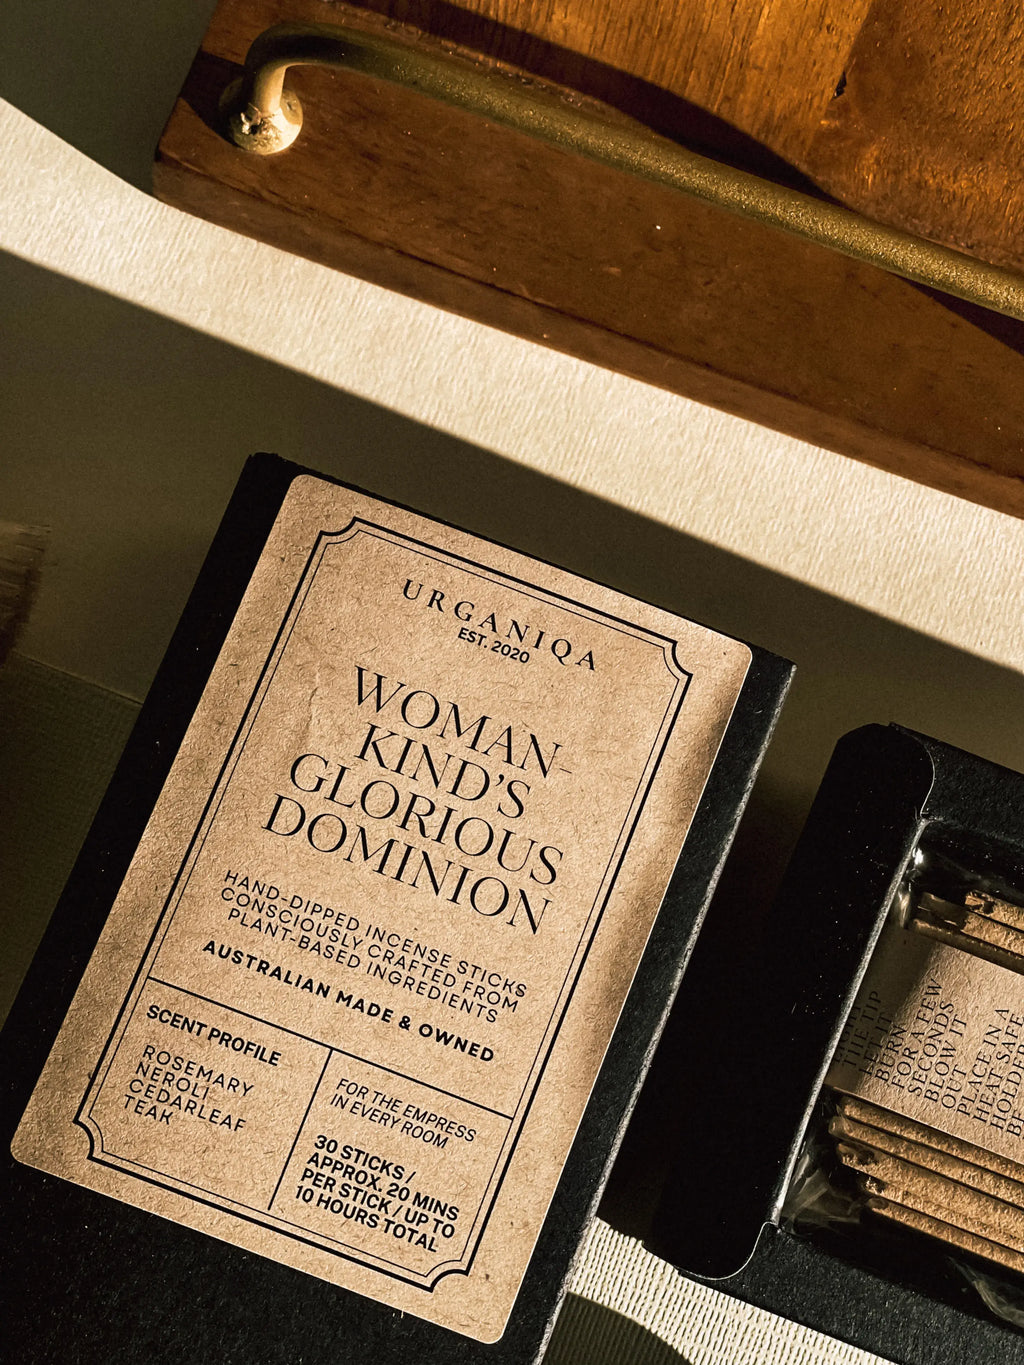 URGANIQA
EST. 2020
WOMAN-
KIND'S
GLORIOUS
DOMINION
HAND-DIPPED INCENSE STICKS
CONSCIOUSLY CRAFTED FROM
PLANT-BASED INGREDIENTS
AUSTRALIAN MADE & OWNED
SCENT PROFILE
ROSEMARY
NEROLI
CEDARLEAF
TEAK
FOR THE EMPRESS
IN EVERY ROOM
30 STICKS /
APPROX. 20 MINS
PER STICK / UP TO
10 HOURS TOTAL
THE TIP
LET IT
BURN
FOR A FEW
SECONDS
BLOW IT
OUT
PLACE IN A
HEAT SAFE
HOLDER